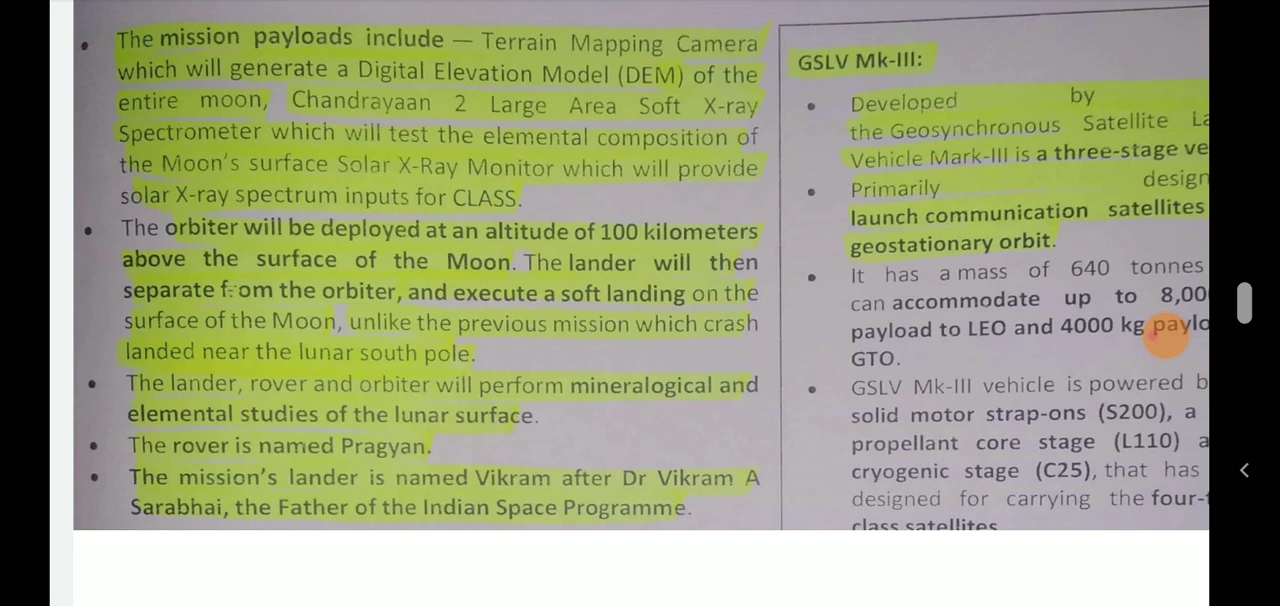 The mission payloads include — Terrain Mapping Camera
which will generate a Digital Elevation Model (DEM) of the
entire moon, Chandrayaan 2 Large Area Soft X-ray
Spectrometer which will test the elemental composition of
the Moon's surface Solar X-Ray Monitor which will provide
solar X-ray spectrum inputs for CLASS.
The orbiter will be deployed at an altitude of 100 kilometers
above the surface of the Moon. The lander will then
separate from the orbiter, and execute a soft landing on the
surface of the Moon, unlike the previous mission which crash
landed near the lunar south pole.
The lander, rover and orbiter will perform mineralogical and
elemental studies of the lunar surface.
The rover is named Pragyan.
The mission's lander is named Vikram after Dr Vikram A
Sarabhai, the Father of the Indian Space Programme.
GSLV Mk-III:
Developed by
the Geosynchronous Satellite La
Vehicle Mark-III is a three-stage ve
Primarily design
launch communication satellites
geostationary orbit.
It has a mass of 640 tonnes
can accommodate up to 8,00
payload to LEO and 4000 kg paylo
GTO.
GSLV Mk-III vehicle is powered b
solid motor strap-ons (S200), a
propellant core stage (L110) a
cryogenic stage (C25), that has
designed for carrying the four-
class satellites